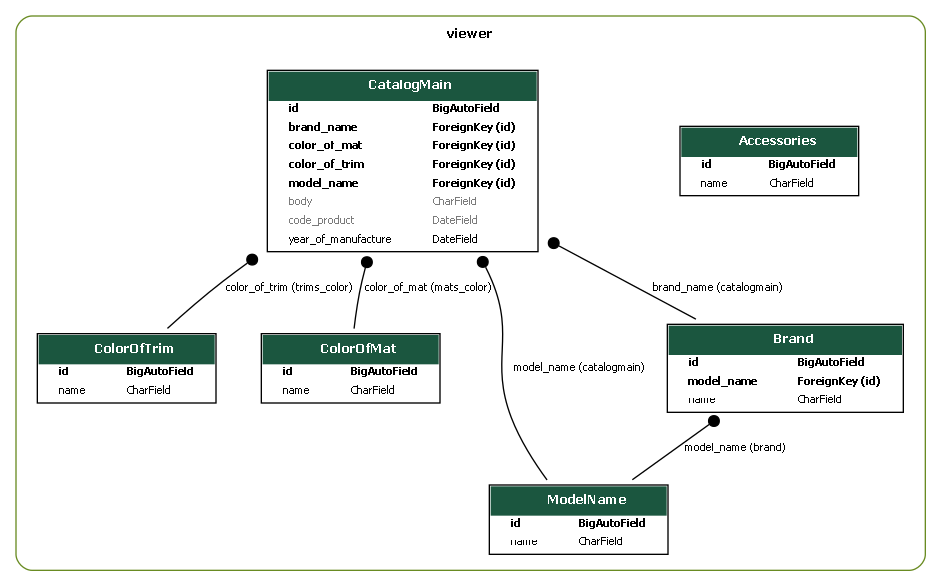 viewer
CatalogMain
id BigAutoField
brand_name ForeignKey (id)
color_of_mat ForeignKey (id)
color_of_trim ForeignKey (id)
model_name ForeignKey (id)
body CharField
code_product DateField
year_of_manufacture DateField
Accessories
id BigAutoField
name CharField
color_of_trim (trims_color)
color_of_mat (mats_color)
brand_name (catalogmain)
model_name (catalogmain)
ColorOfTrim
id BigAutoField
name CharField
ColorOfMat
id BigAutoField
name CharField
Brand
id BigAutoField
model_name ForeignKey (id)
name CharField
model_name (brand)
ModelName
id BigAutoField
name CharField